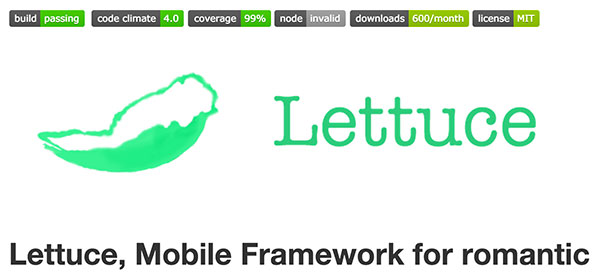 build passing code climate 4.0 coverage 99% node invalid downloads 600/month license MIT
Lettuce
Lettuce, Mobile Framework for romantic